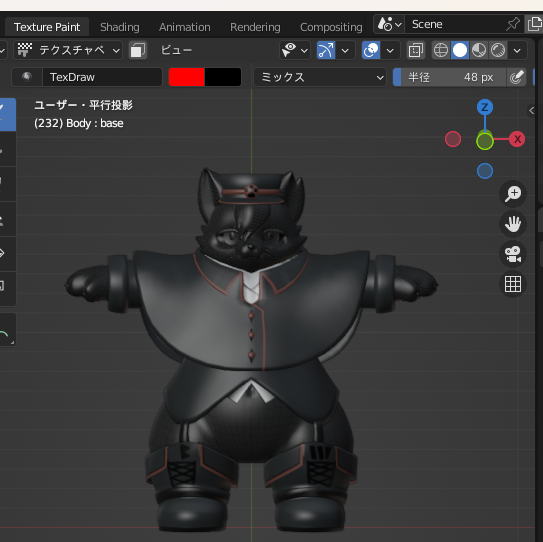 Texture Paint Shading Animation Rendering Compositing Scene
テクスチャペ ビュー
TexDraw ミックス 半径 48 px
ユーザー・平行投影
(232) Body : base
Z
X